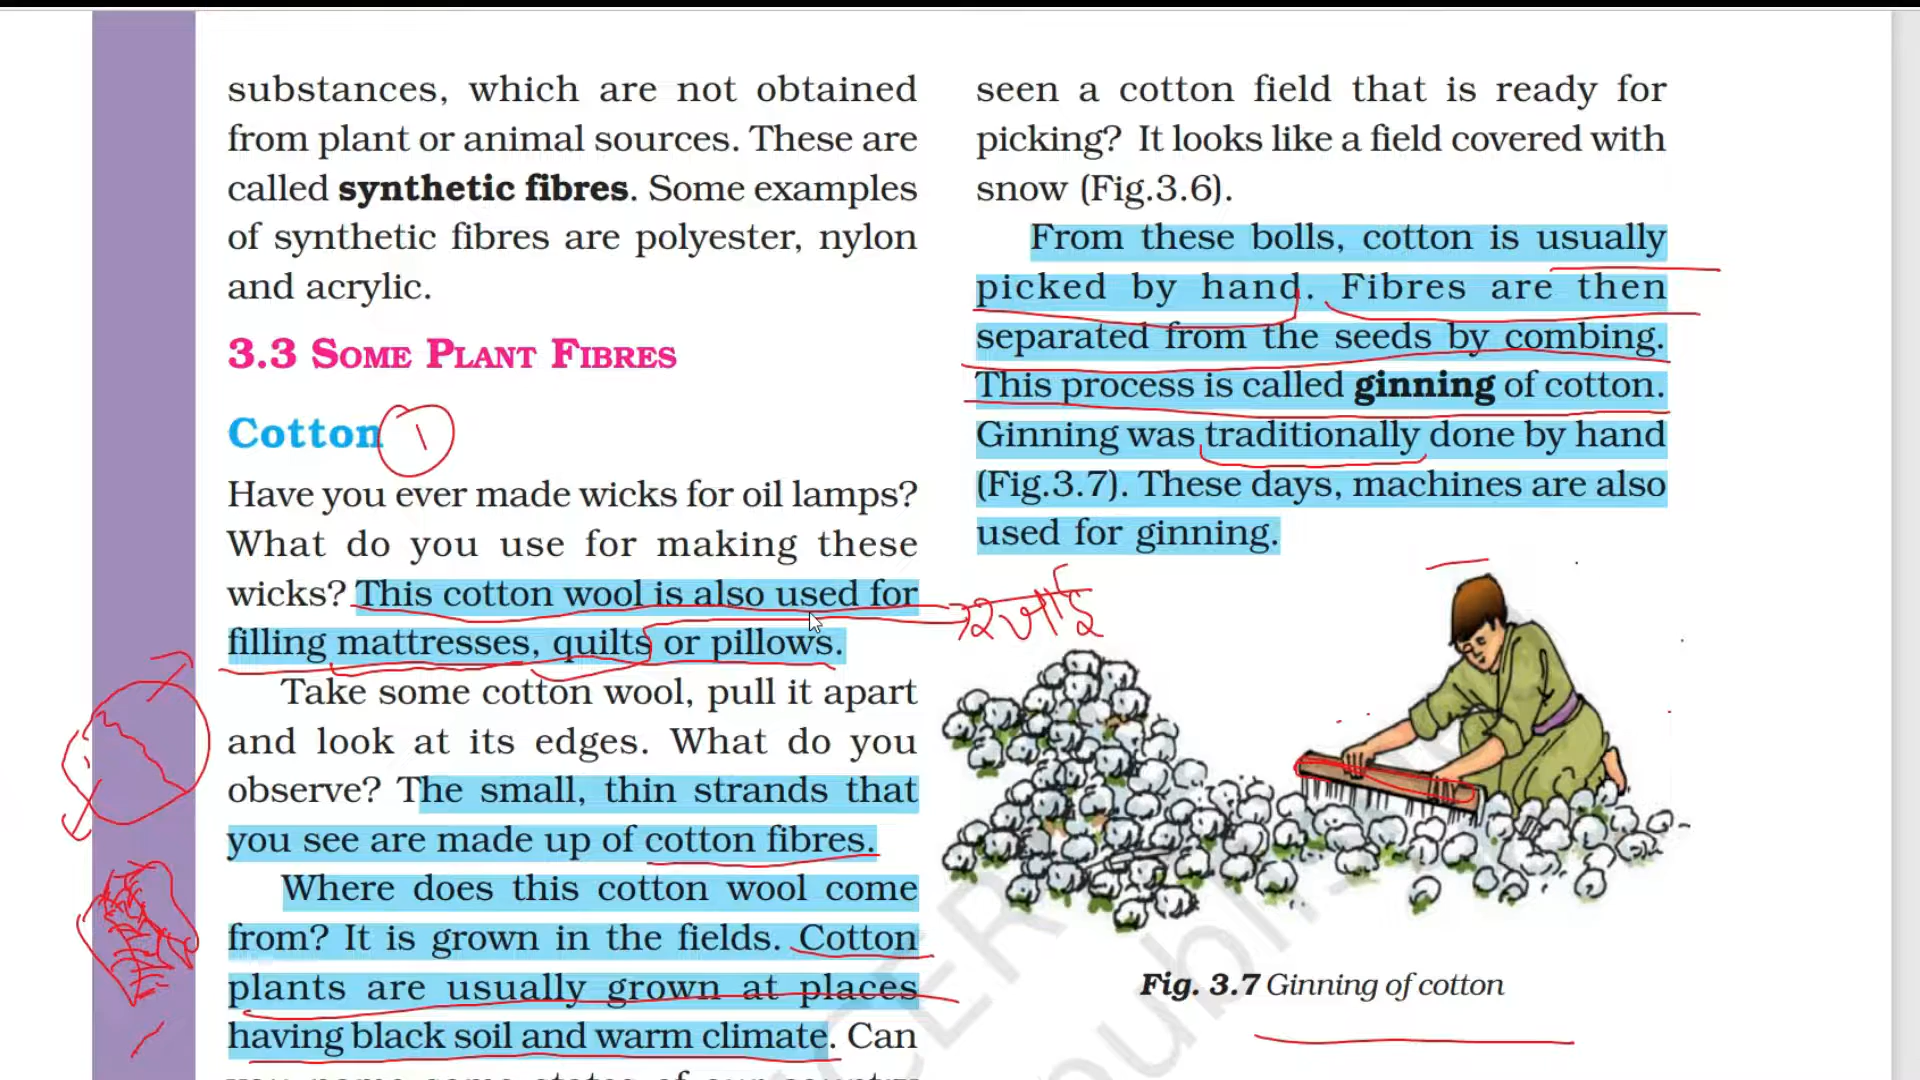 substances, which are not obtained
from plant or animal sources. These are
called synthetic fibres. Some examples
of synthetic fibres are polyester, nylon
and acrylic.
3.3 SOME PLANT FIBRES
Cotton 1
Have you ever made wicks for oil lamps?
What do you use for making these
wicks? This cotton wool is also used for
filling mattresses, quilts or pillows.
Take some cotton wool, pull it apart
and look at its edges. What do you
observe? The small, thin strands that
you see are made up of cotton fibres.
Where does this cotton wool come
from? It is grown in the fields. Cotton
plants are usually grown at places
having black soil and warm climate. Can
seen a cotton field that is ready for
picking? It looks like a field covered with
snow (Fig.3.6).
From these bolls, cotton is usually
picked by hand. Fibres are then
separated from the seeds by combing.
This process is called ginning of cotton.
Ginning was traditionally done by hand
(Fig.3.7). These days, machines are also
used for ginning.
Fig. 3.7 Ginning of cotton